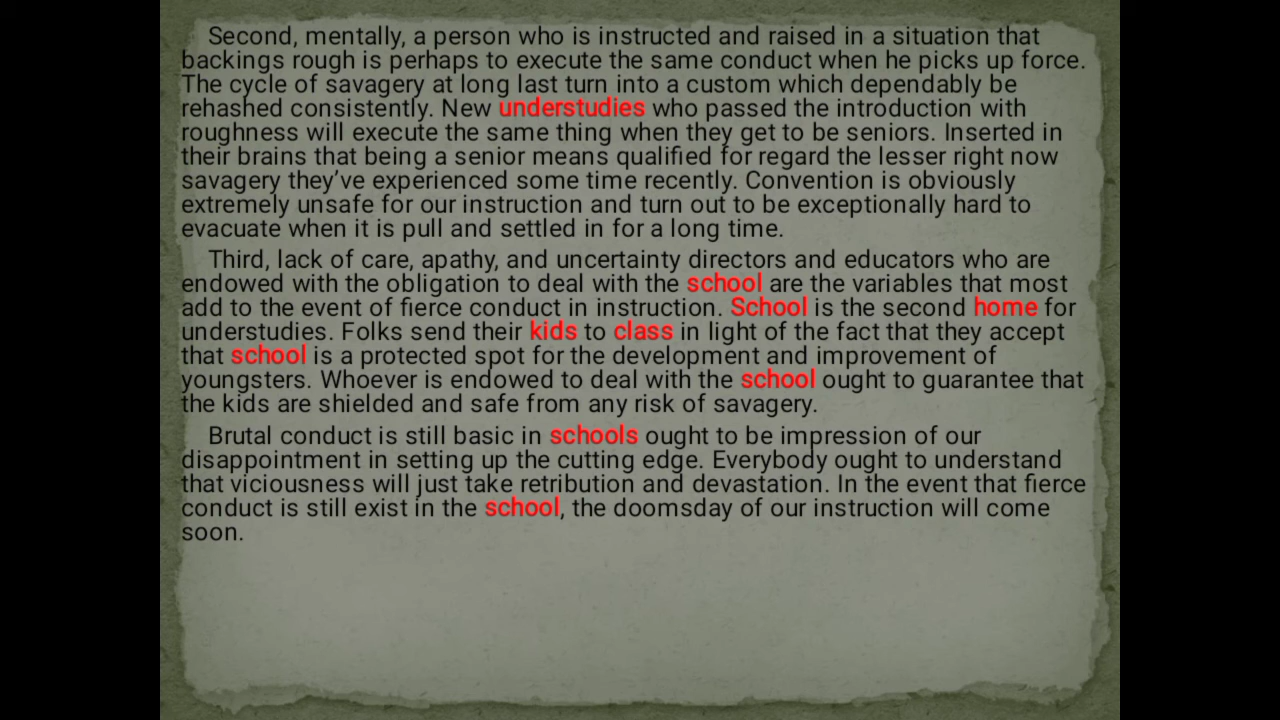 Second, mentally, a person who is instructed and raised in a situation that
backings rough is perhaps to execute the same conduct when he picks up force.
The cycle of savagery at long last turn into a custom which dependably be
rehashed consistently. New understudies who passed the introduction with
roughness will execute the same thing when they get to be seniors. Inserted in
their brains that being a senior means qualified for regard the lesser right now
savagery they've experienced some time recently. Convention is obviously
extremely unsafe for our instruction and turn out to be exceptionally hard to
evacuate when it is pull and settled in for a long time.
Third, lack of care, apathy, and uncertainty directors and educators who are
endowed with the obligation to deal with the school are the variables that most
add to the event of fierce conduct in instruction. School is the second home for
understudies. Folks send their kids to class in light of the fact that they accept
that school is a protected spot for the development and improvement of
youngsters. Whoever is endowed to deal with the school ought to guarantee that
the kids are shielded and safe from any risk of savagery.
Brutal conduct is still basic in schools ought to be impression of our
disappointment in setting up the cutting edge. Everybody ought to understand
that viciousness will just take retribution and devastation. In the event that fierce
conduct is still exist in the school, the doomsday of our instruction will come
soon.